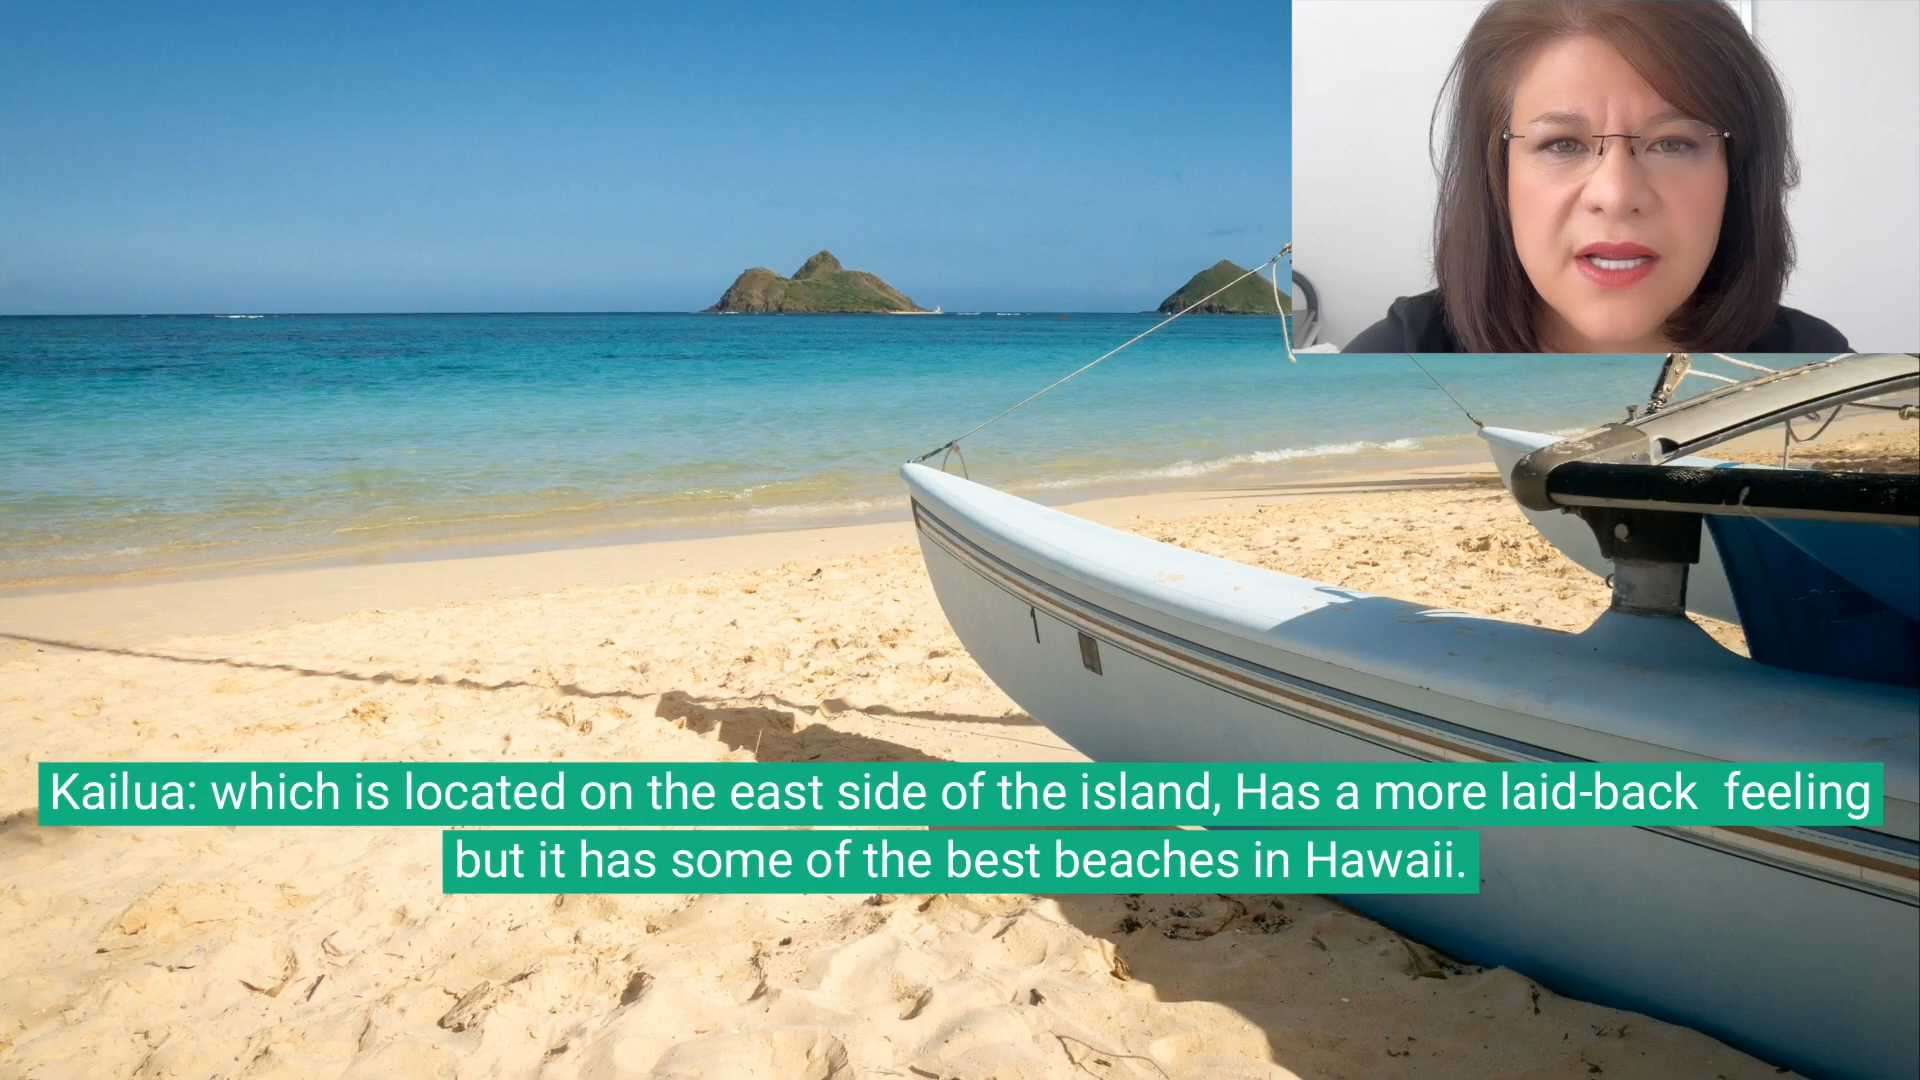 Kailua: which is located on the east side of the island, Has a more laid-back  feeling
but it has some of the best beaches in Hawaii.